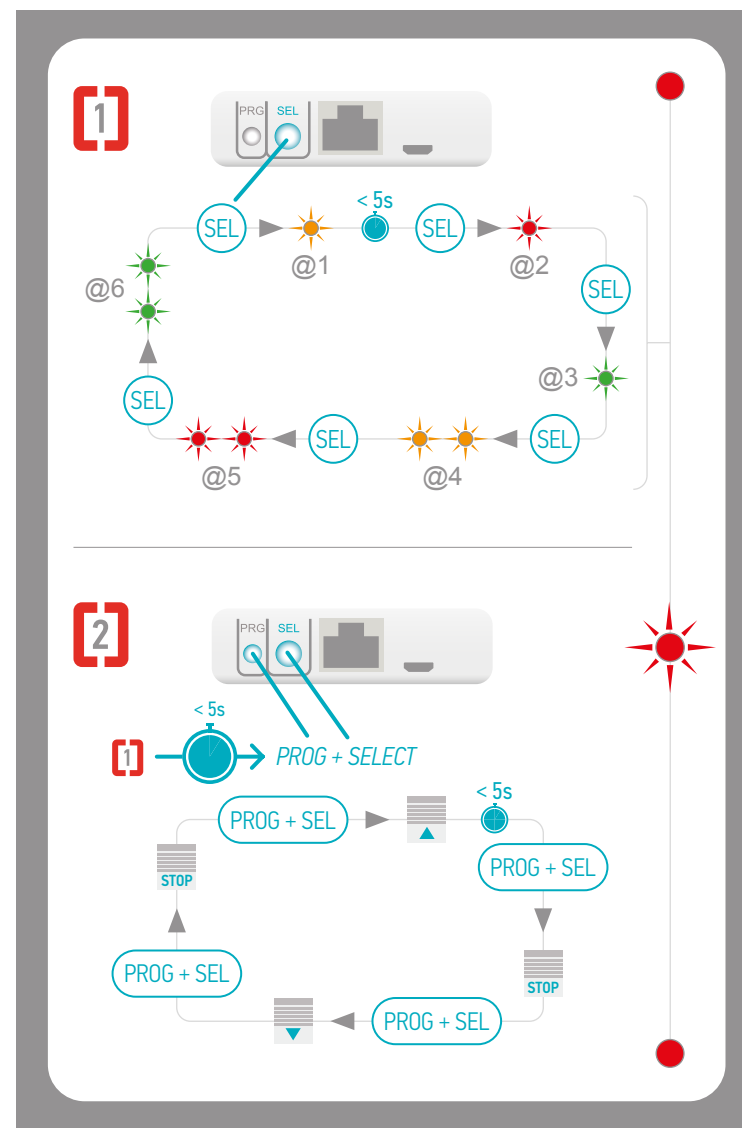 [1]
PRG SEL
< 5s
SEL
SEL
@1
@2
@6
SEL
@3
SEL
SEL
SEL
@5
@4
[2]
PRG SEL
< 5s
[1]
PROG + SELECT
< 5s
PROG + SEL
PROG + SEL
STOP
PROG + SEL
STOP
PROG + SEL